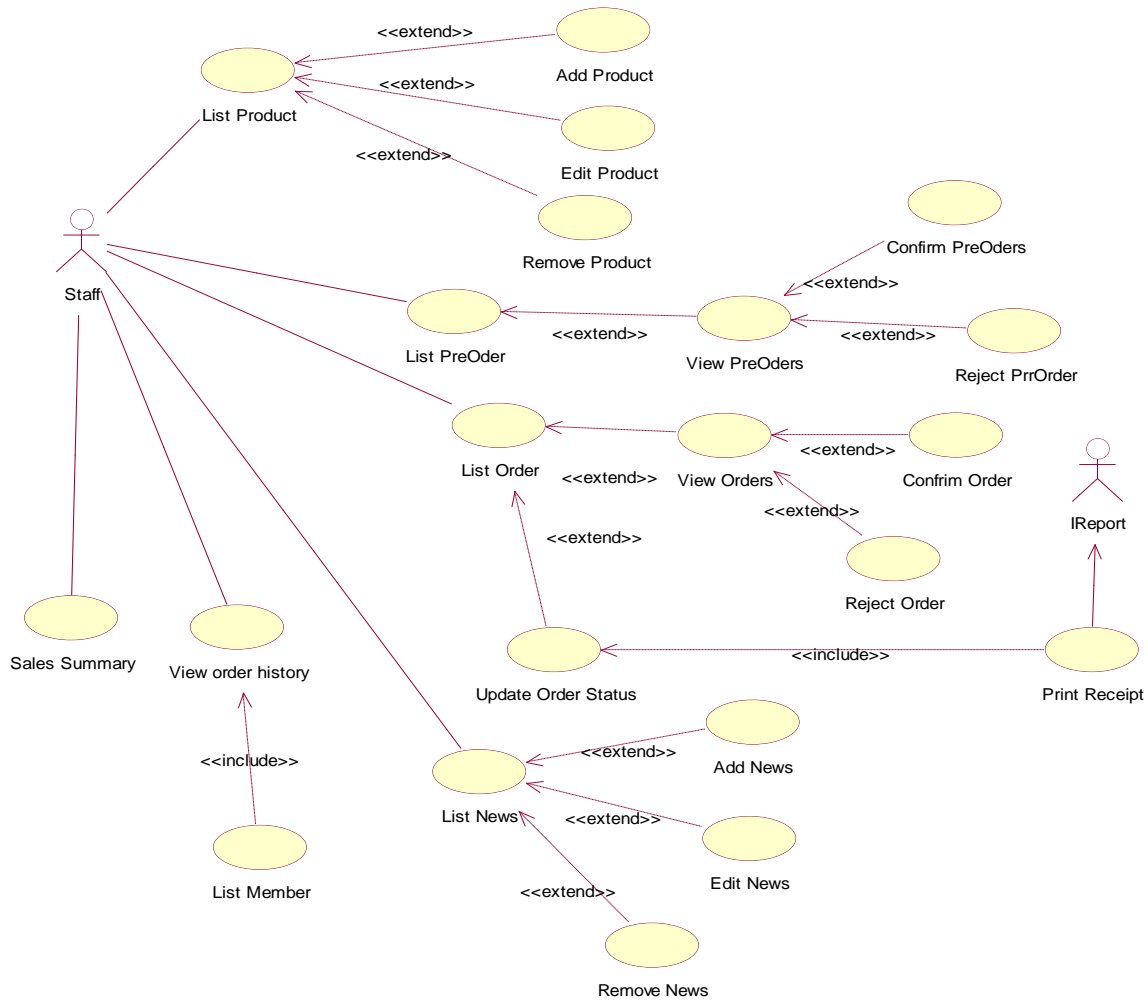 <<extend>>
Add Product
<<extend>>
List Product
<<extend>>
Edit Product
Remove Product
Confirm PreOders
Staff
<<extend>>
<<extend>>
<<extend>>
List PreOder
View PreOders
Reject PrrOrder
<<extend>>
List Order
<<extend>>
View Orders
Confrim Order
<<extend>>
IReport
<<extend>>
Reject Order
<<include>>
Sales Summary
View order history
Update Order Status
Print Receipt
<<extend>>
Add News
<<include>>
List News
<<extend>>
Edit News
List Member
<<extend>>
Remove News